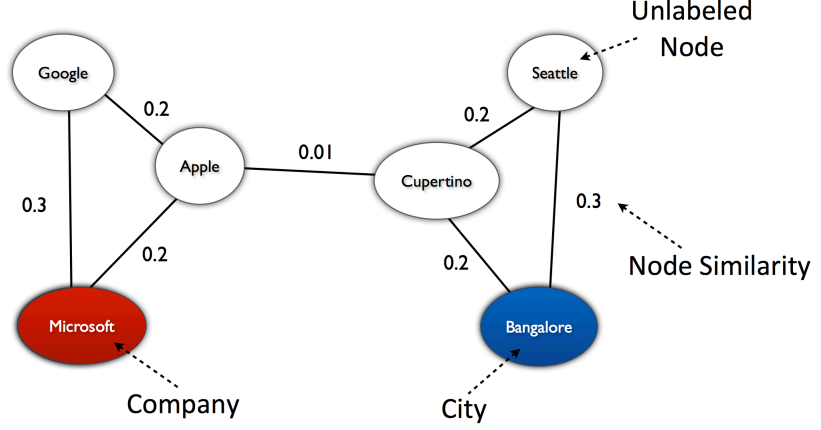 Unlabeled
Node
Google
Seattle
0.2
0.2
Apple
0.01
Cupertino
0.3
0.3
0.2
0.2
Node Similarity
Microsoft
Bangalore
Company
City